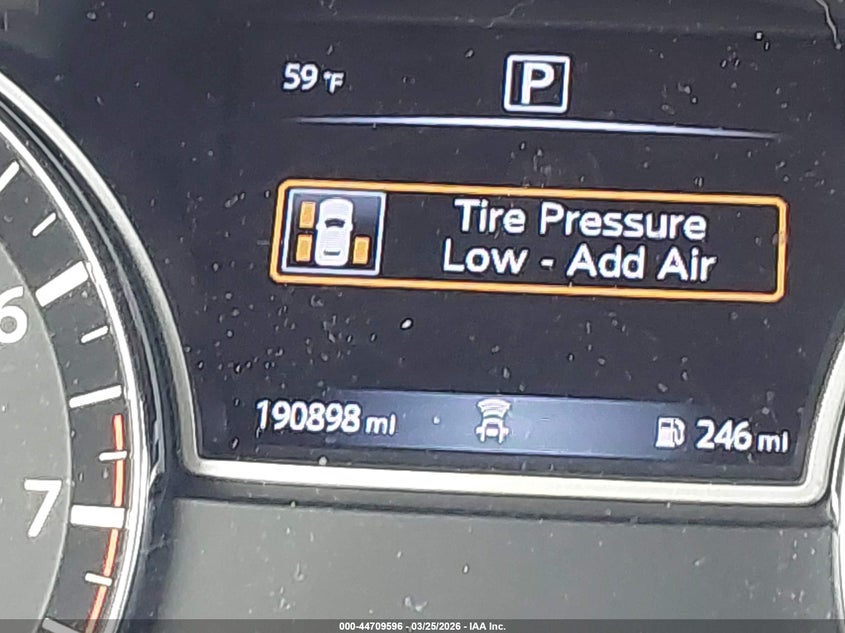 59 °F
P
Tire Pressure
Low - Add Air
6
190898 mi
246 mi
7
000-44709596 - 03/25/2026 - IAA Inc.